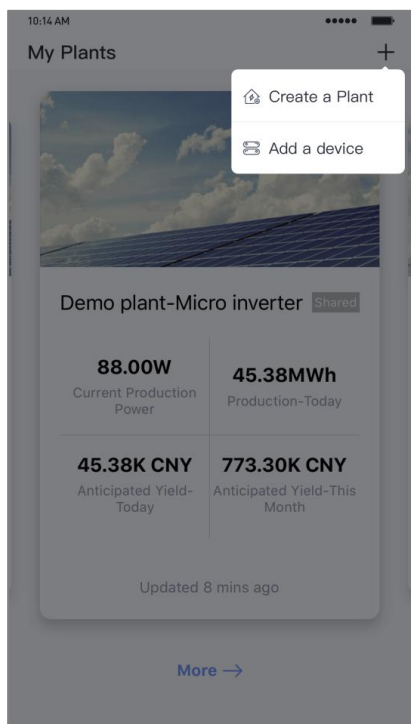 10:14 AM
My Plants
+
Create a Plant
Add a device
Demo plant-Micro inverter Shared
88.00W
Current Production
Power
45.38MWh
Production-Today
45.38K CNY
Anticipated Yield-
Today
773.30K CNY
Anticipated Yield-This
Month
Updated 8 mins ago
More →